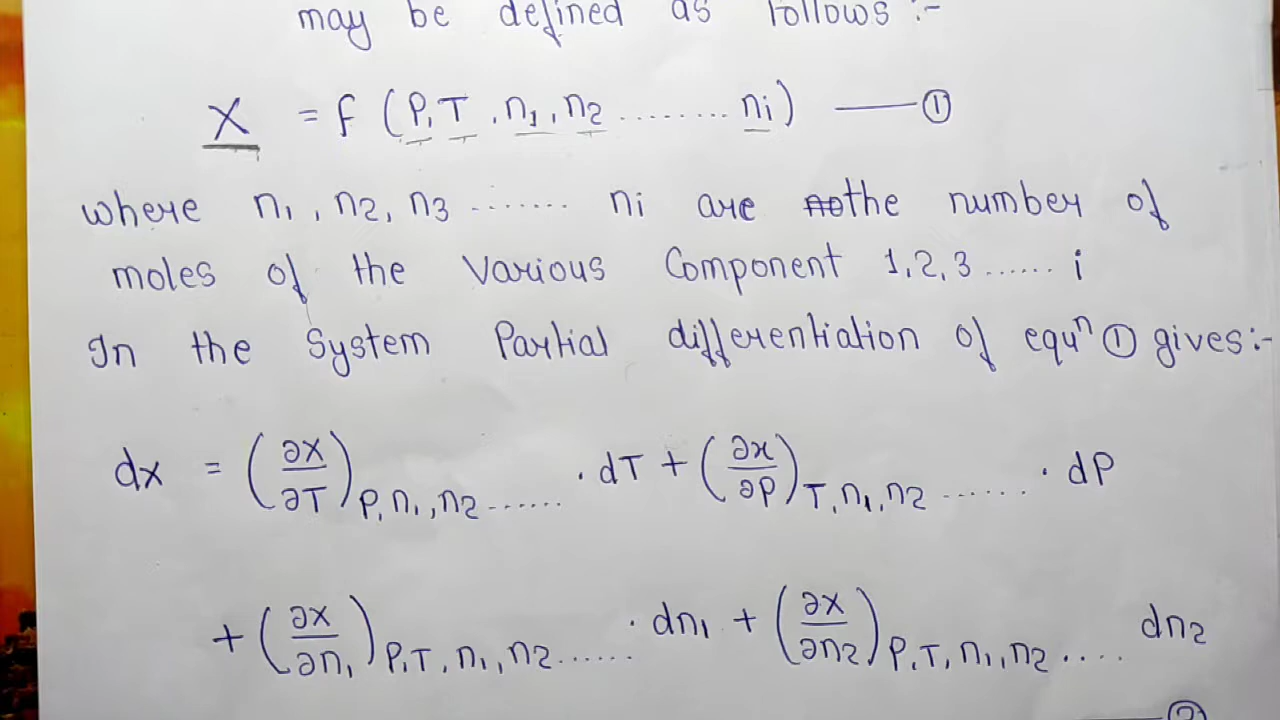 may be defined as follows :-
X = f (P, T, n1, n2 ........ ni) —— ①
where n1, n2, n3 ....... ni are the number of
moles of the Various Component 1, 2, 3 ...... i
In the System Partial differentiation of equⁿ ① gives:-
dx = (∂X/∂T)P, n1, n2 ...... . dT + (∂x/∂P)T, n1, n2 ...... . dP
+ (∂X/∂n1)P, T, n1, n2 ...... . dn1 + (∂X/∂n2)P, T, n1, n2 .... dn2
—— ②